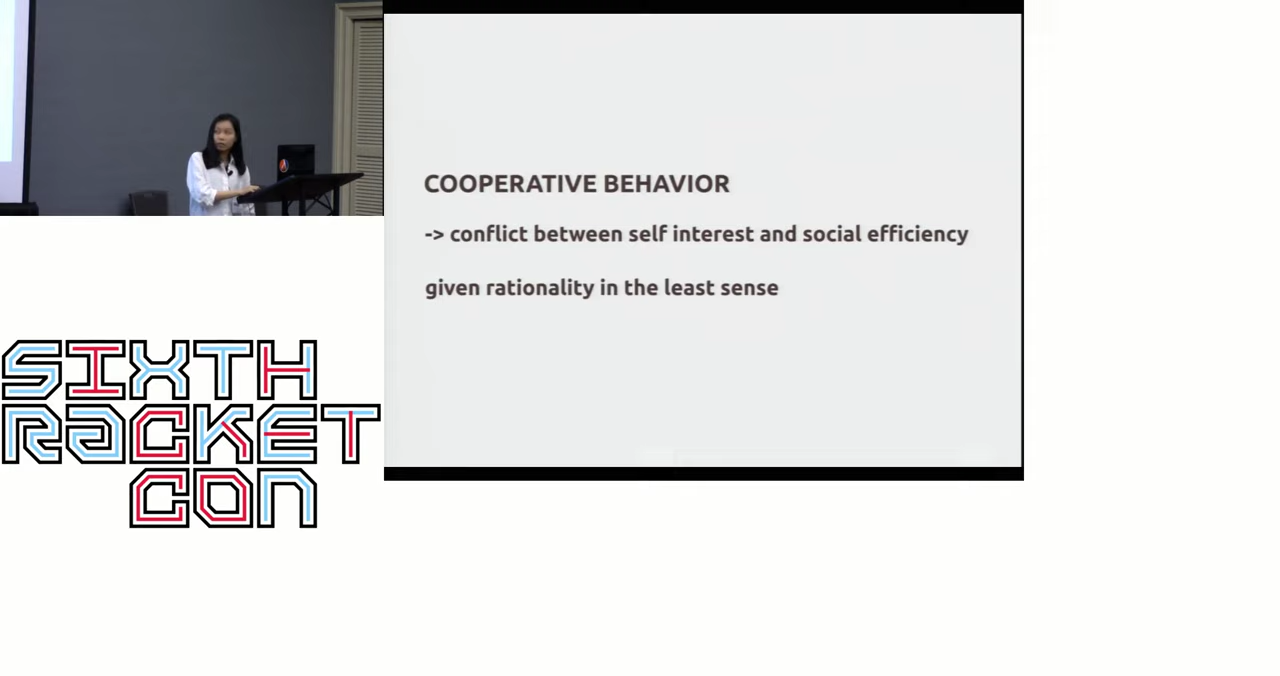 COOPERATIVE BEHAVIOR
-> conflict between self interest and social efficiency
given rationality in the least sense
SIXTH
RACKET
CON